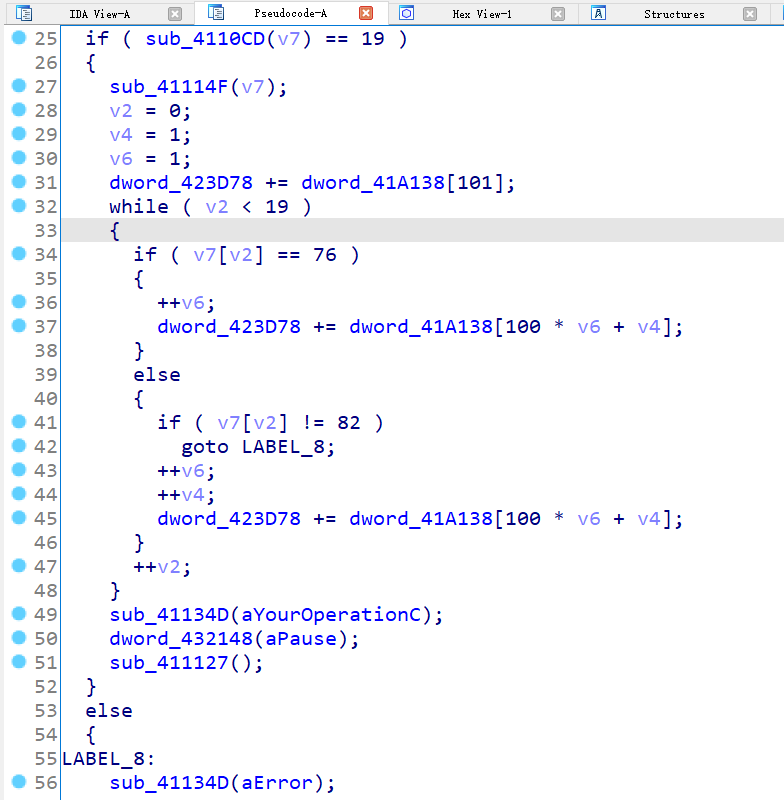 IDA View-A Pseudocode-A Hex View-1 Structures
25 if ( sub_4110CD(v7) == 19 )
26 {
27 sub_41114F(v7);
28 v2 = 0;
29 v4 = 1;
30 v6 = 1;
31 dword_423D78 += dword_41A138[101];
32 while ( v2 < 19 )
33 {
34 if ( v7[v2] == 76 )
35 {
36 ++v6;
37 dword_423D78 += dword_41A138[100 * v6 + v4];
38 }
39 else
40 {
41 if ( v7[v2] != 82 )
42 goto LABEL_8;
43 ++v6;
44 ++v4;
45 dword_423D78 += dword_41A138[100 * v6 + v4];
46 }
47 ++v2;
48 }
49 sub_41134D(aYourOperationC);
50 dword_432148(aPause);
51 sub_411127();
52 }
53 else
54 {
55 LABEL_8:
56 sub_41134D(aError);